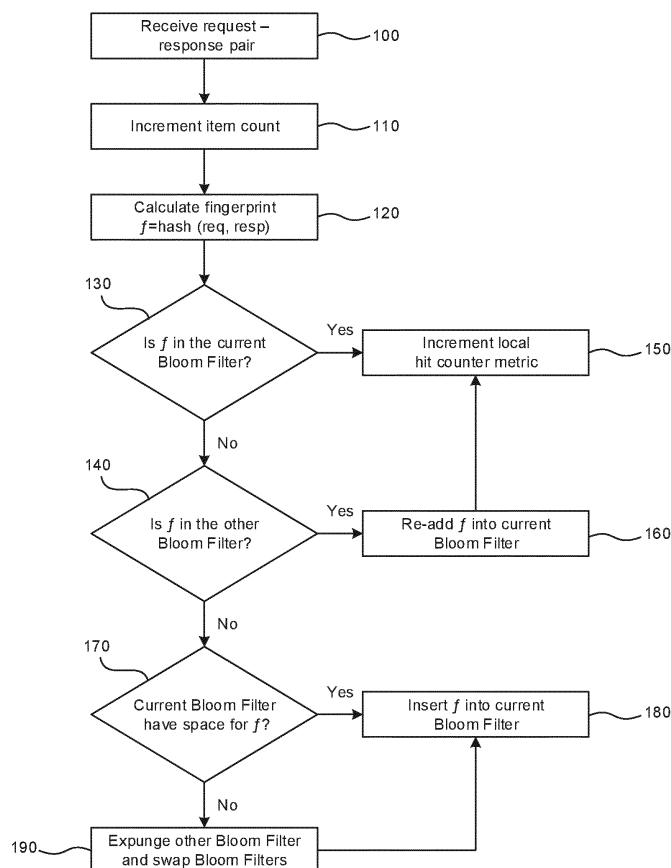 Receive request –
response pair
100
Increment item count
110
Calculate fingerprint
ƒ=hash (req, resp)
120
130
Is ƒ in the current
Bloom Filter?
Yes
Increment local
hit counter metric
150
No
140
Is ƒ in the other
Bloom Filter?
Yes
Re-add ƒ into current
Bloom Filter
160
No
170
Current Bloom Filter
have space for ƒ?
Yes
Insert ƒ into current
Bloom Filter
180
No
190
Expunge other Bloom Filter
and swap Bloom Filters